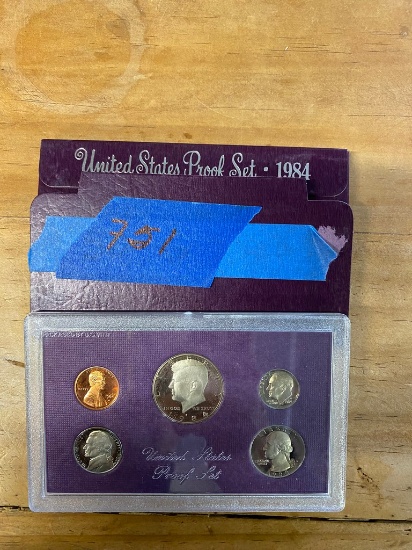 United States Proof Set · 1984
751
United States
Proof Set